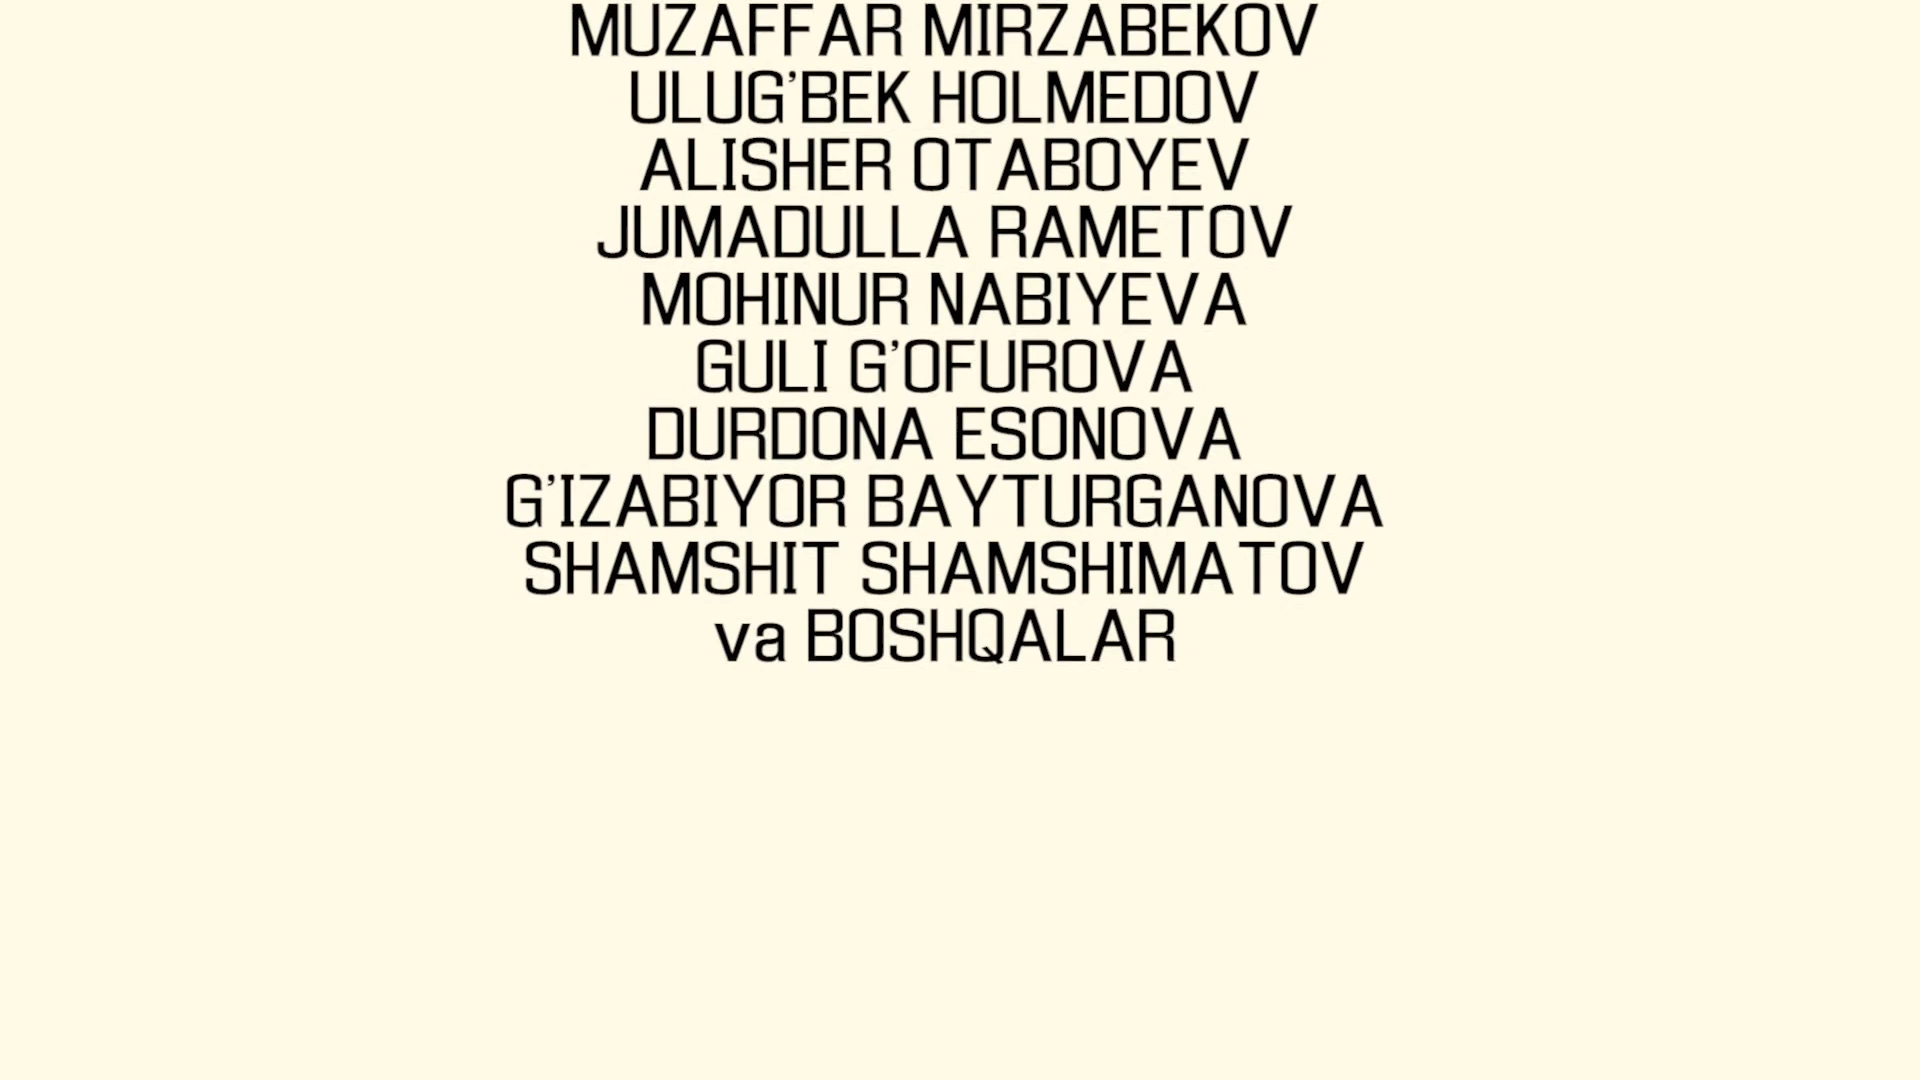 MUZAFFAR MIRZABEKOV
ULUG’BEK HOLMEDOV
ALISHER OTABOYEV
JUMADULLA RAMETOV
MOHINUR NABIYEVA
GULI G’OFUROVA
DURDONA ESONOVA
G’IZABIYOR BAYTURGANOVA
SHAMSHIT SHAMSHIMATOV
va BOSHQALAR